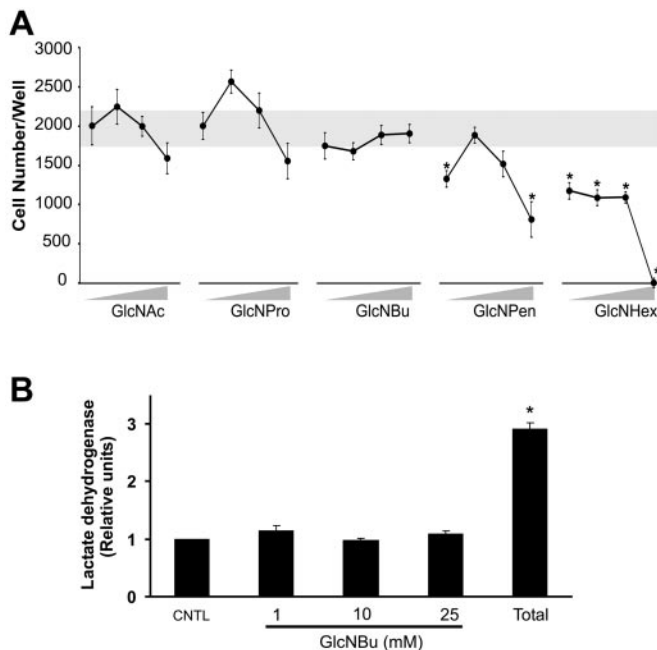 A
Cell Number/Well
3000
2500
2000
1500
1000
500
0
* * * * * *
GlcNAc GlcNPro GlcNBu GlcNPen GlcNHex
B
Lactate dehydrogenase
(Relative units)
3
2
1
0
*
CNTL 1 10 25 Total
GlcNBu (mM)